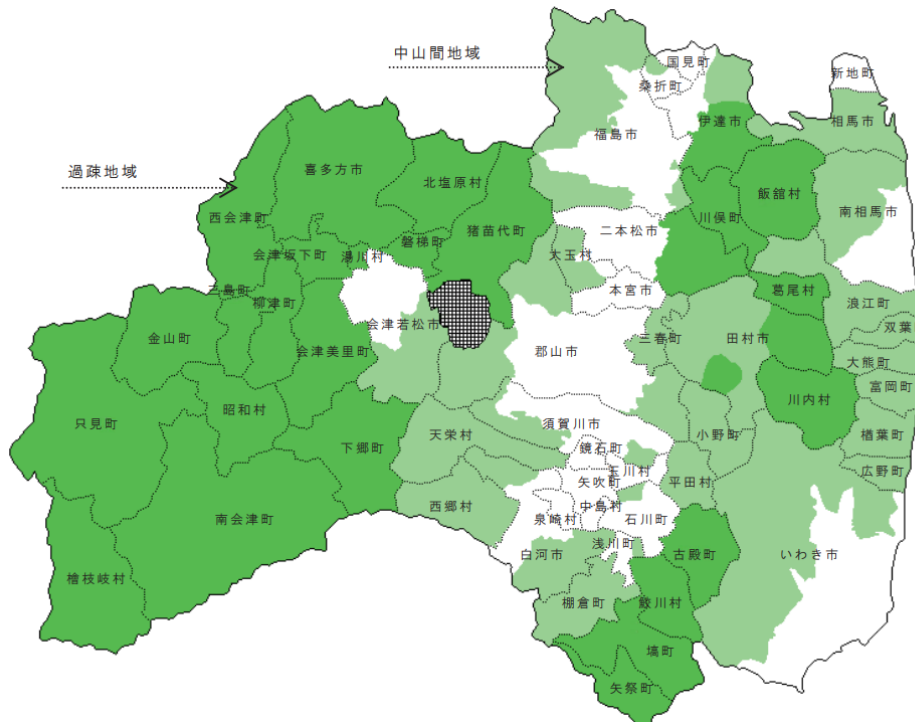 中山間地域
国見町
桑折町
新地町
福島市
伊達市
相馬市
過疎地域
喜多方市
北塩原村
飯舘村
西会津町
猪苗代町
川俣町
南相馬市
磐梯町
二本松市
会津坂下町
湯川村
大玉村
三島町
柳津町
本宮市
葛尾村
浪江町
会津若松市
双葉
金山町
会津美里町
郡山市
三春町
田村市
大熊町
富岡町
昭和村
川内村
只見町
須賀川市
下郷町
天栄村
小野町
楢葉町
鏡石町
玉川村
広野町
矢吹町
平田村
西郷村
中島村
南会津町
泉崎村
石川町
白河市
浅川町
古殿町
いわき市
檜枝岐村
棚倉町
鮫川村
塙町
矢祭町